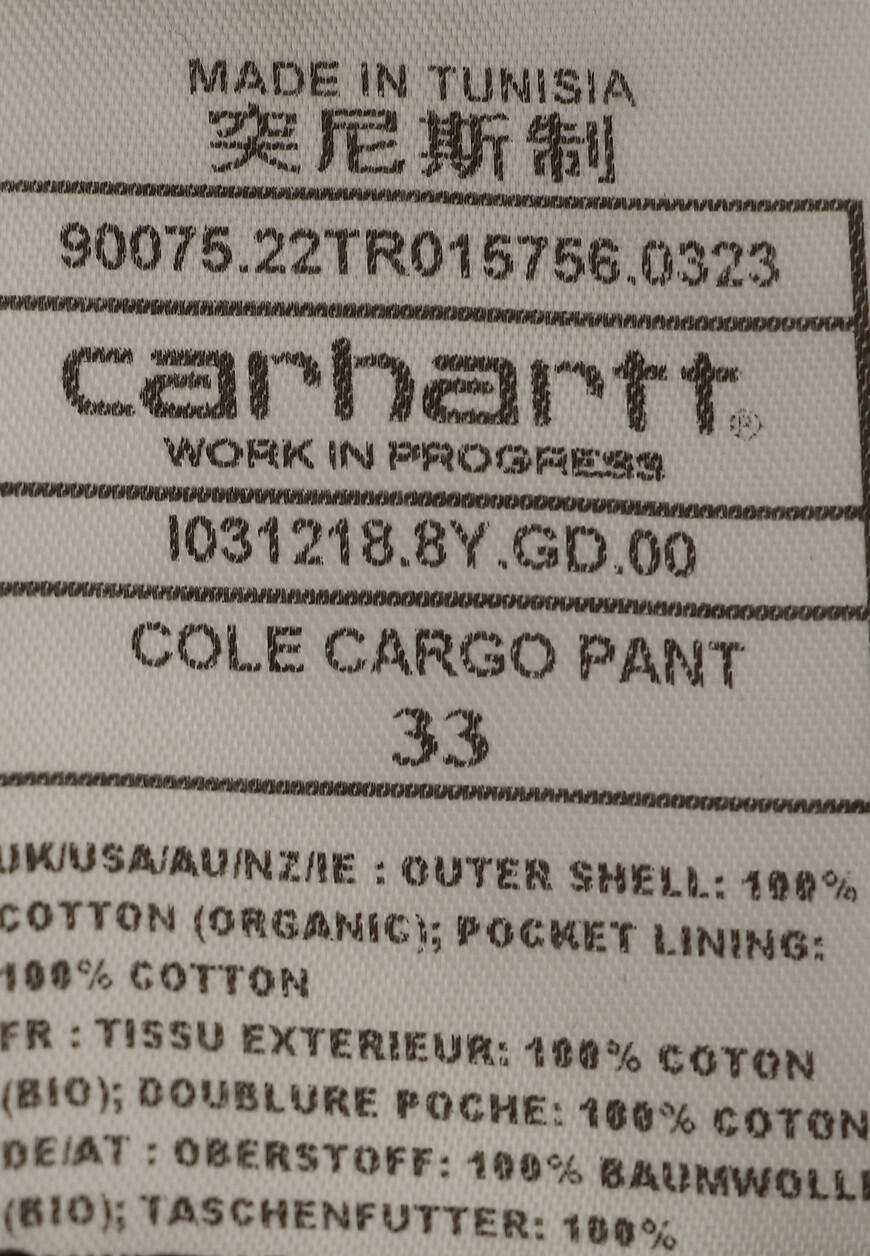 MADE IN TUNISIA
突尼斯制
90075.22TR015756.0323
carhartt®
WORK IN PROGRESS
I031218.8Y.GD.00
COLE CARGO PANT
33
UK/USA/AU/NZ/IE : OUTER SHELL: 100%
COTTON (ORGANIC); POCKET LINING:
100% COTTON
FR : TISSU EXTERIEUR: 100% COTON
(BIO); DOUBLURE POCHE: 100% COTON
DE/AT : OBERSTOFF: 100% BAUMWOLLE
(BIO); TASCHENFUTTER: 100%